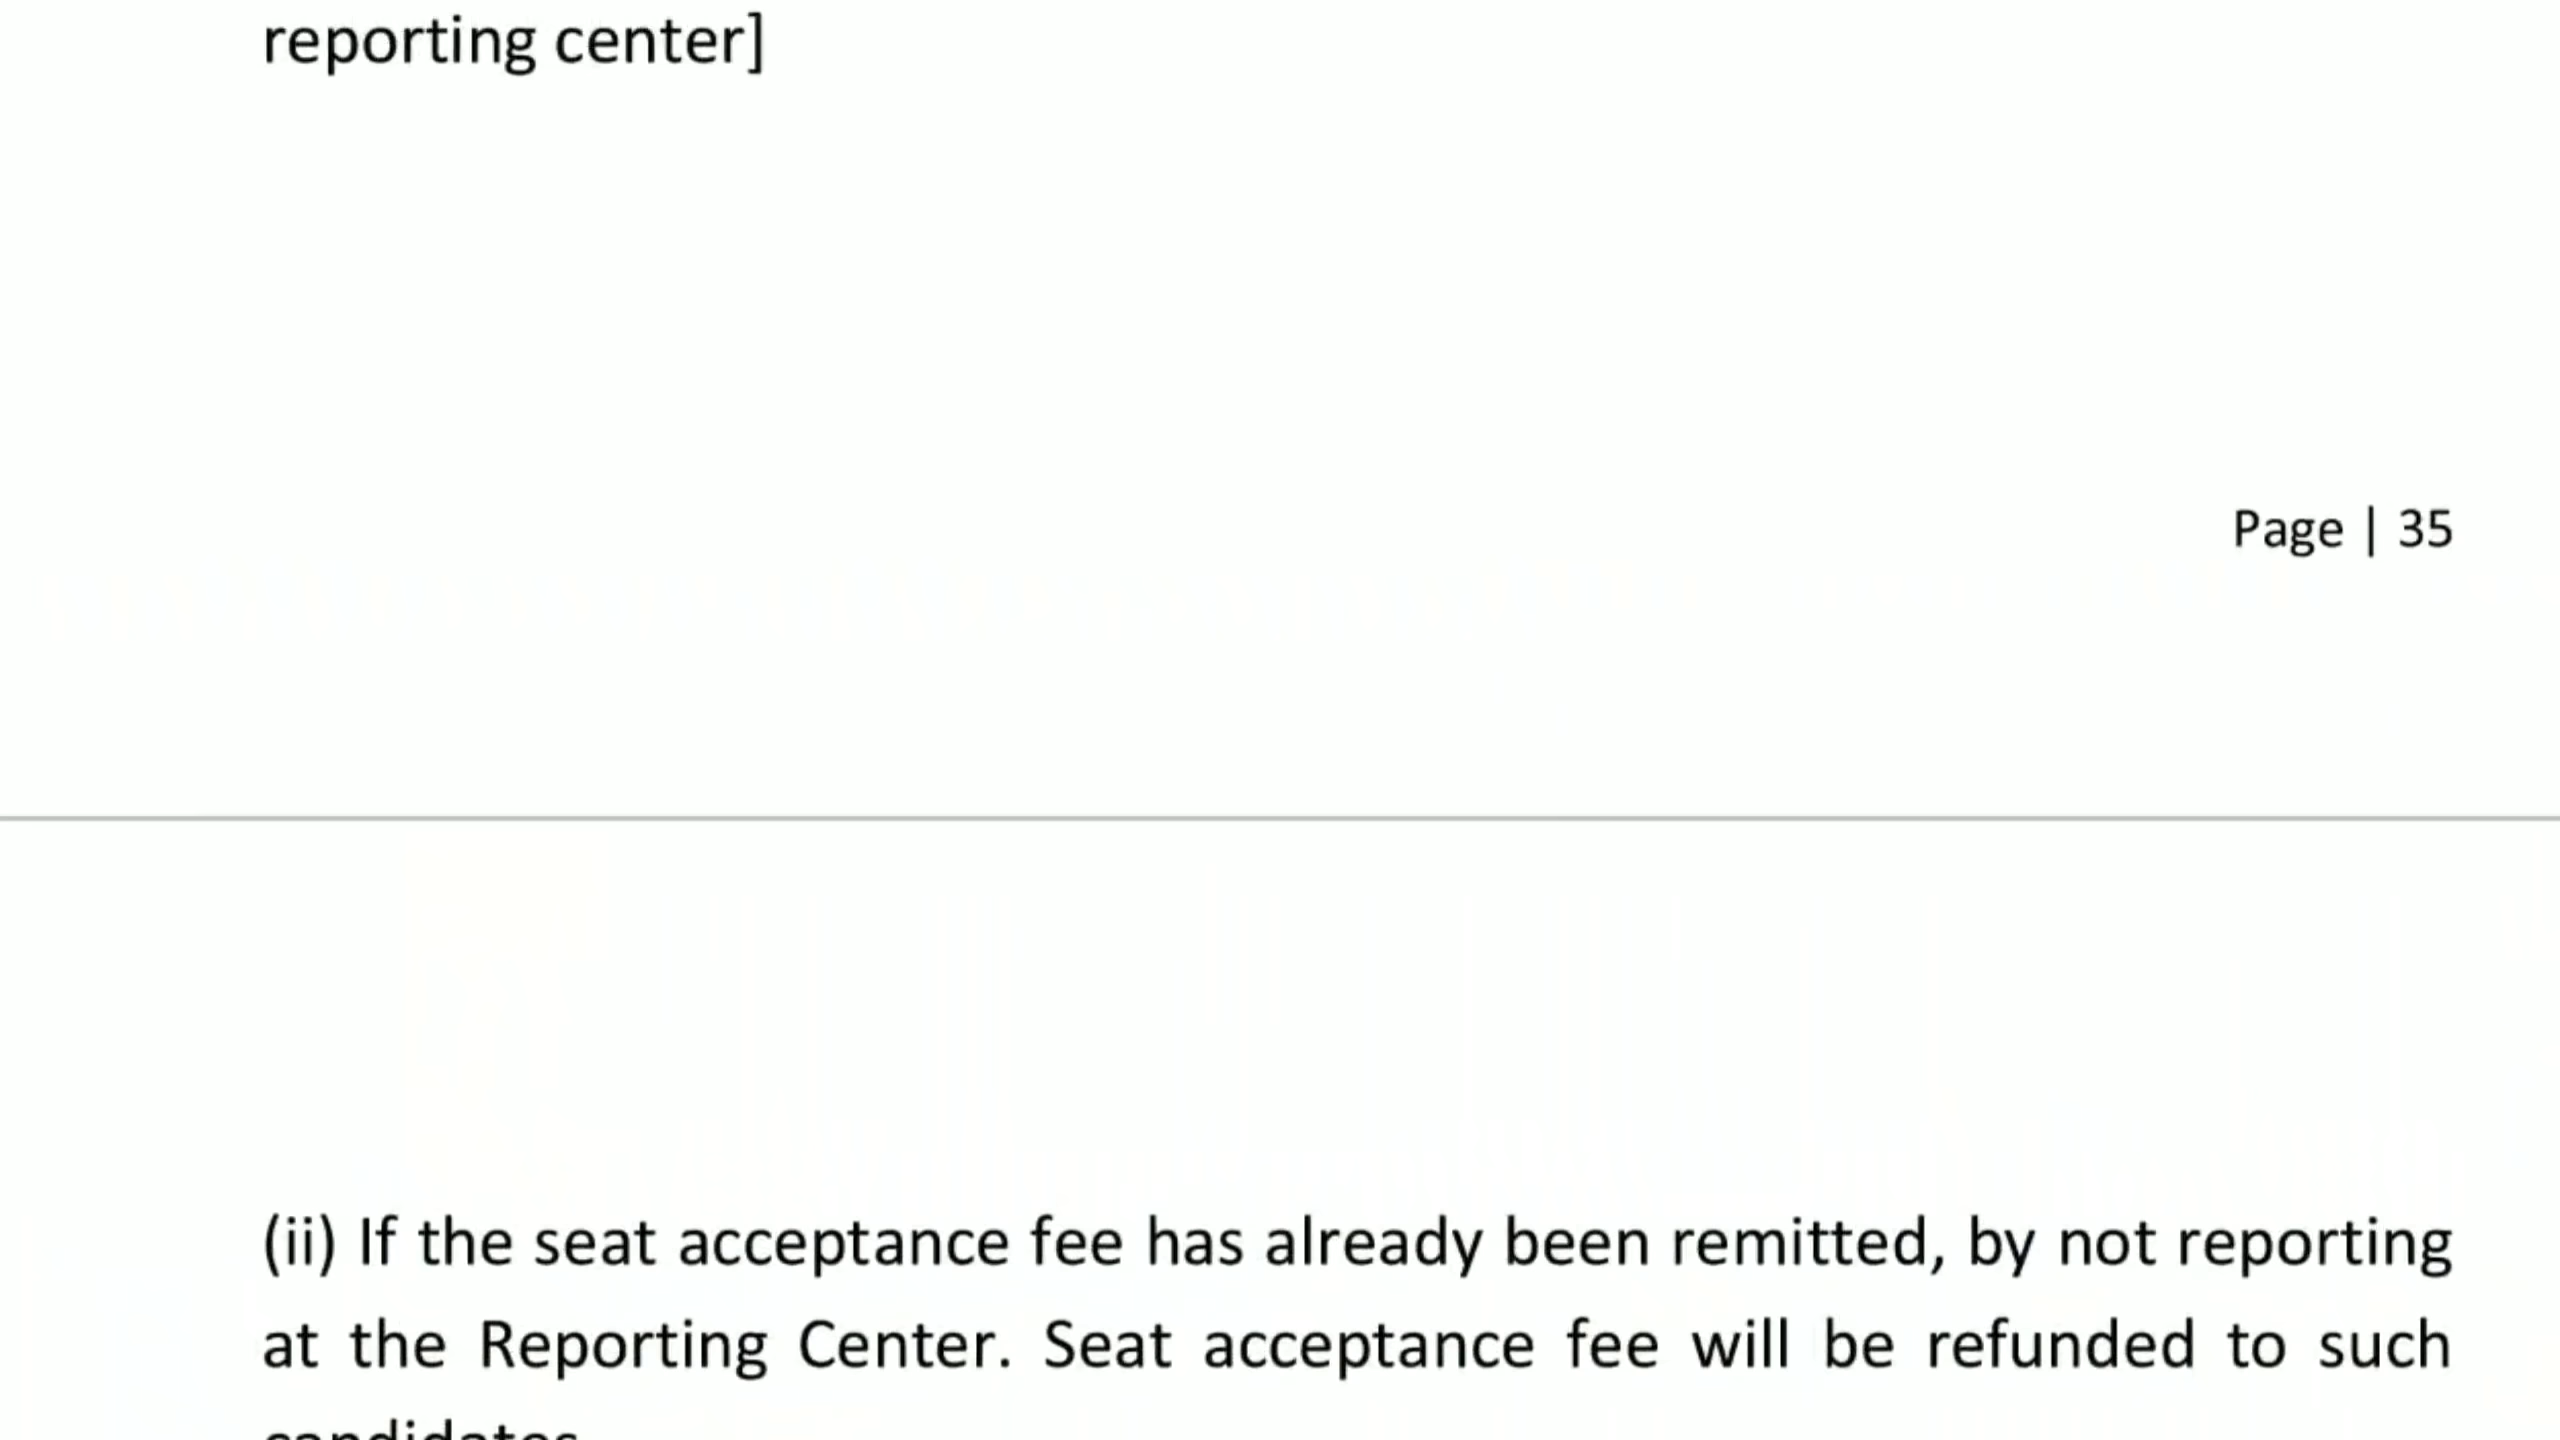 reporting center]
Page | 35
(ii) If the seat acceptance fee has already been remitted, by not reporting
at the Reporting Center. Seat acceptance fee will be refunded to such
candidates